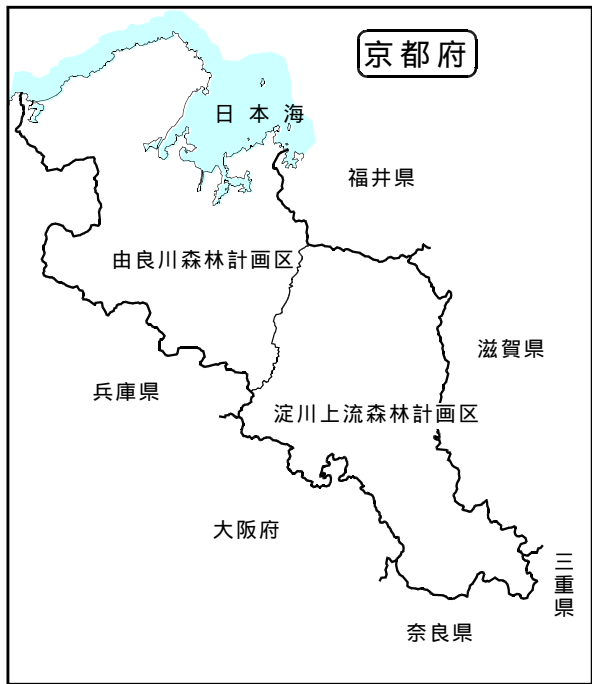 京都府
日本海
福井県
由良川森林計画区
滋賀県
兵庫県
淀川上流森林計画区
大阪府
三重県
奈良県